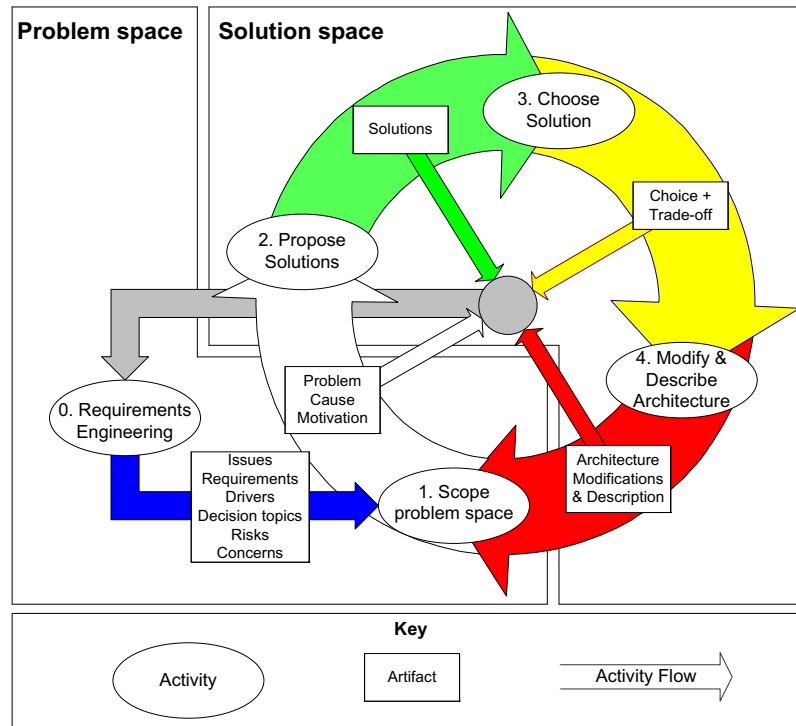 Problem space
Solution space
3. Choose
Solution
Solutions
Choice +
Trade-off
2. Propose
Solutions
4. Modify &
Describe
Architecture
Problem
Cause
Motivation
0. Requirements
Engineering
Issues
Requirements
Drivers
Decision topics
Risks
Concerns
1. Scope
problem space
Architecture
Modifications
& Description
Key
Activity
Artifact
Activity Flow